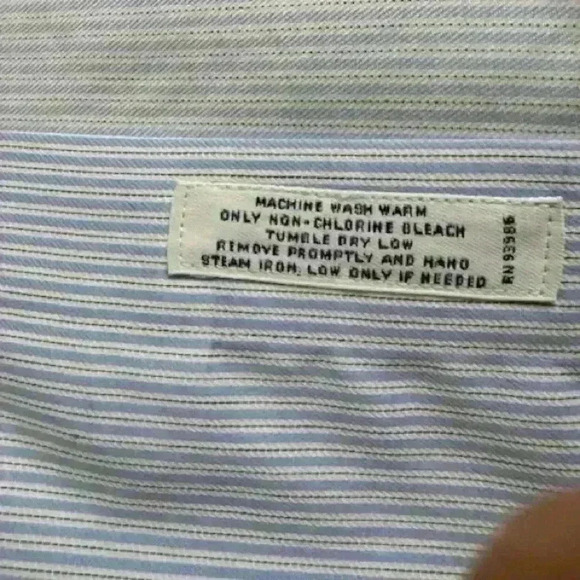 MACHINE WASH WARM
ONLY NON-CHLORINE BLEACH
TUMBLE DRY LOW
REMOVE PROMPTLY AND HANG
STEAM IRON, LOW ONLY IF NEEDED
RN 93986